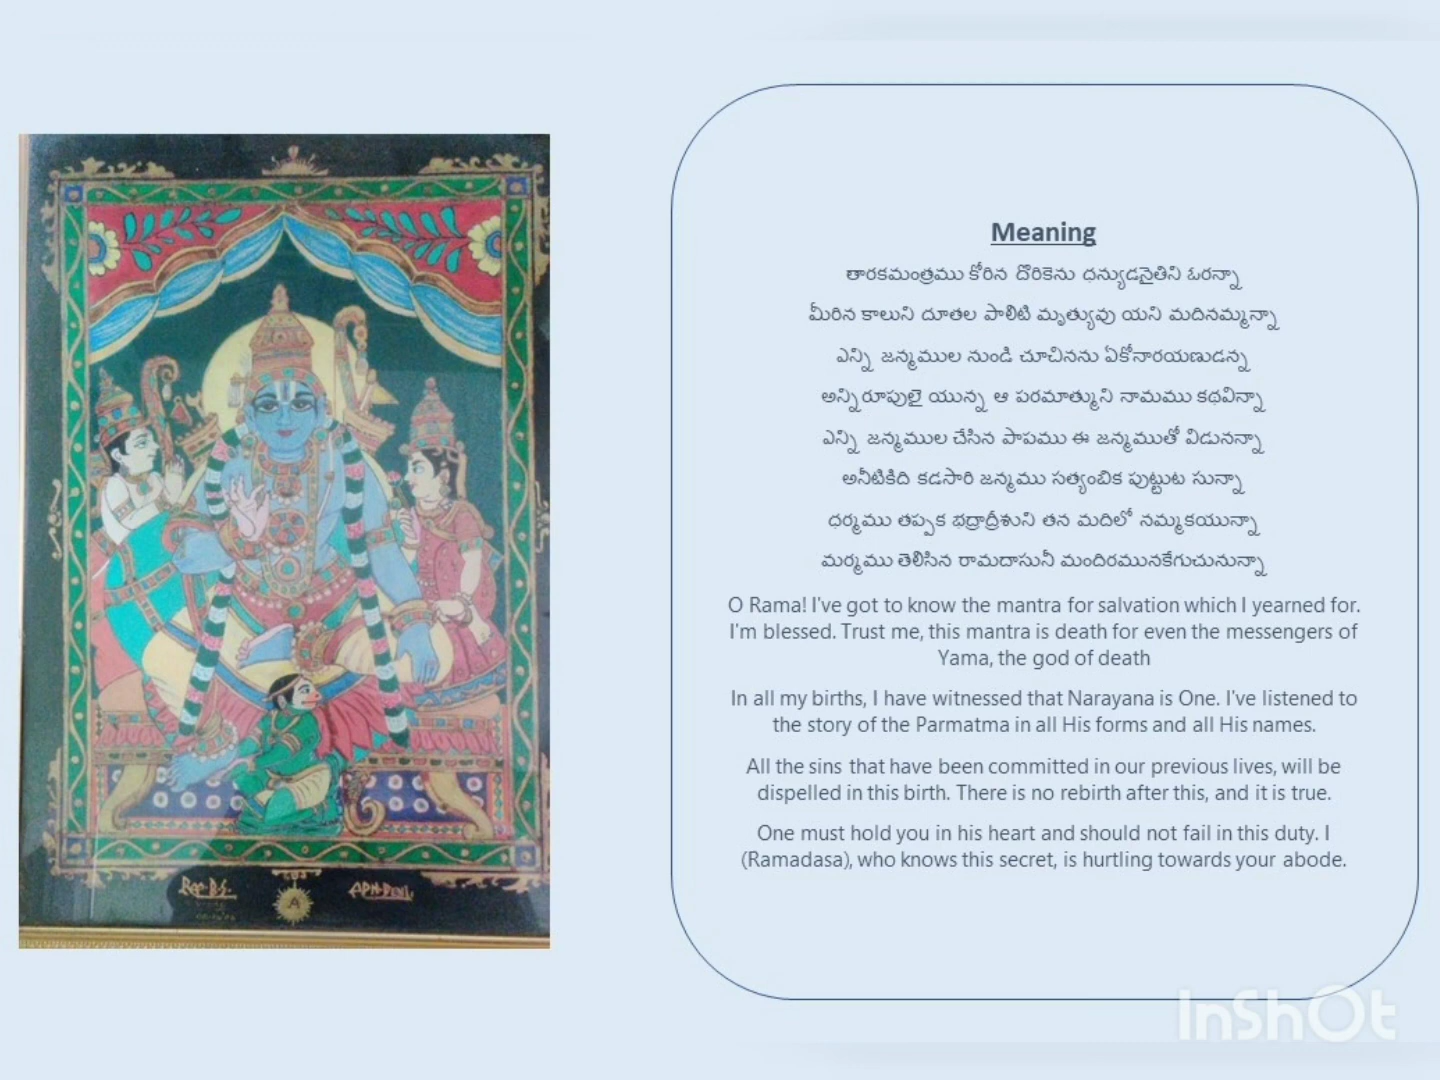 Meaning
తారకమంత్రము కోరిన దొరికెను ధన్యుడనైతిని ఓరన్నా
మీరిన కాలుని దూతల పాలిటి మృత్యువు యని మదినమ్మన్నా
ఎన్ని జన్మముల నుండి చూచినను ఏకోనారయణుడన్న
అన్నిరూపులై యున్న ఆ పరమాత్ముని నామము కథవిన్నా
ఎన్ని జన్మముల చేసిన పాపము ఈ జన్మముతో విడునన్నా
అనీటికిది కడసారి జన్మము సత్యంబిక పుట్టుట సున్నా
ధర్మము తప్పక భద్రాద్రీశుని తన మదిలో నమ్మకయున్నా
మర్మము తెలిసిన రామదాసునీ మందిరమునకేగుచునున్నా
O Rama! I've got to know the mantra for salvation which I yearned for.
I'm blessed. Trust me, this mantra is death for even the messengers of
Yama, the god of death
In all my births, I have witnessed that Narayana is One. I've listened to
the story of the Parmatma in all His forms and all His names.
All the sins that have been committed in our previous lives, will be
dispelled in this birth. There is no rebirth after this, and it is true.
One must hold you in his heart and should not fail in this duty. I
(Ramadasa), who knows this secret, is hurtling towards your abode.
A
InShOt